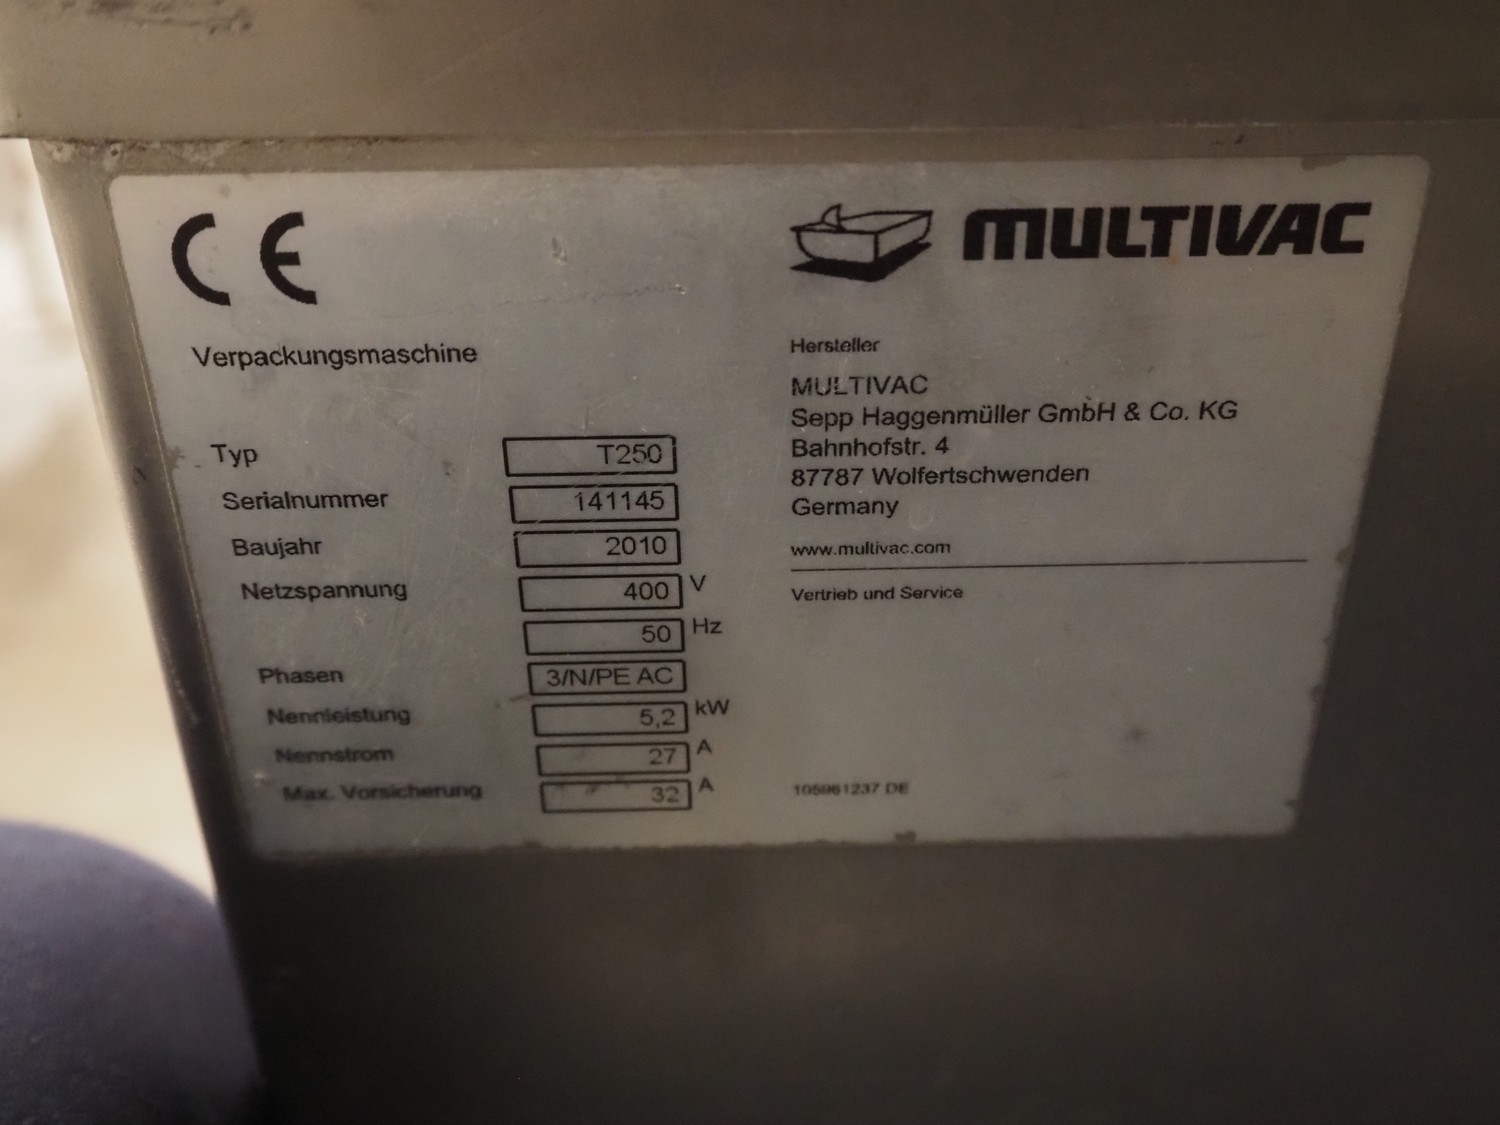 CE
MULTIVAC
Verpackungsmaschine
Typ T250
Serialnummer 141145
Baujahr 2010
Netzspannung 400 V
50 Hz
Phasen 3/N/PE AC
Nennleistung 5,2 kW
Nennstrom 27 A
Max. Vorsicherung 32 A
Hersteller
MULTIVAC
Sepp Haggenmüller GmbH & Co. KG
Bahnhofstr. 4
87787 Wolfertschwenden
Germany
www.multivac.com
Vertrieb und Service
105961237 DE